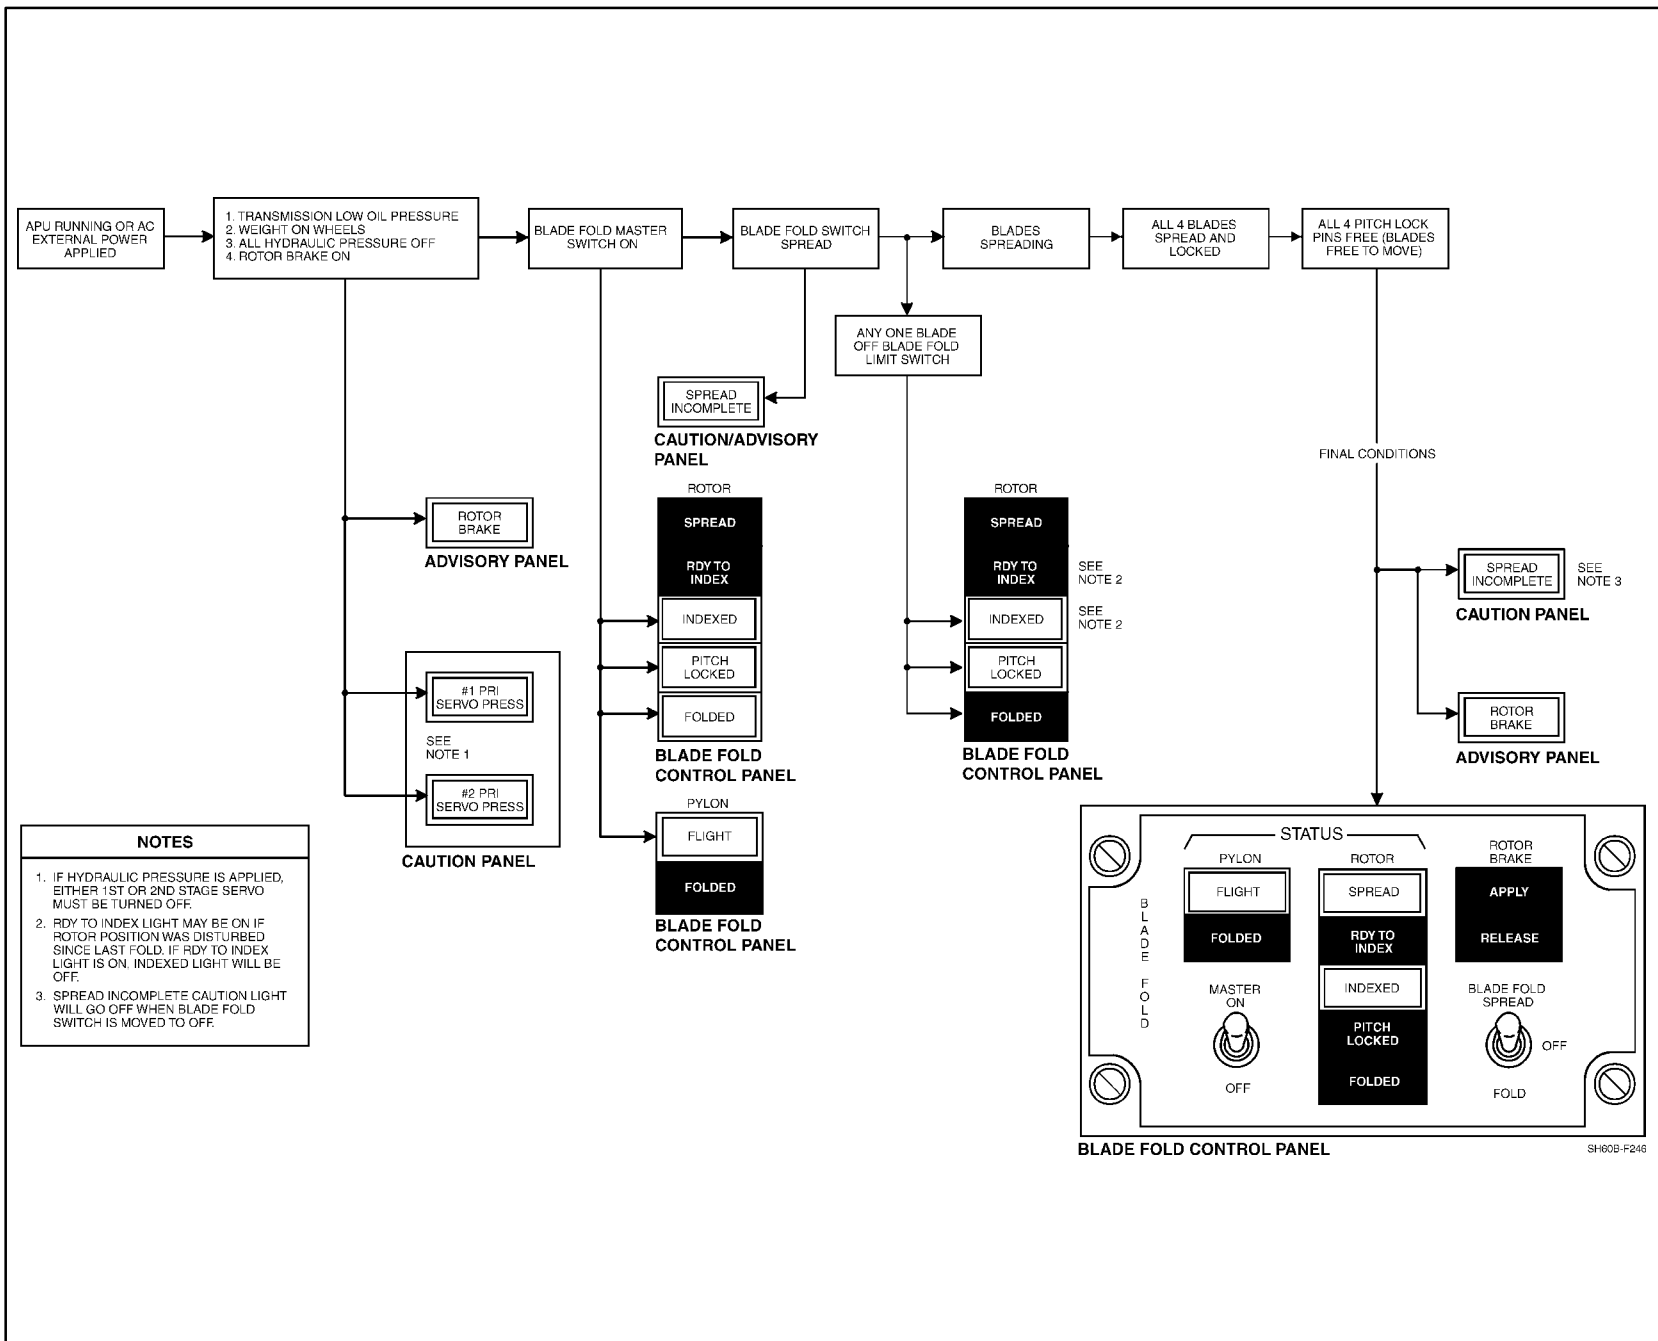 APU RUNNING OR AC
EXTERNAL POWER
APPLIED
1. TRANSMISSION LOW OIL PRESSURE
2. WEIGHT ON WHEELS
3. ALL HYDRAULIC PRESSURE OFF
4. ROTOR BRAKE ON
BLADE FOLD MASTER
SWITCH ON
BLADE FOLD SWITCH
SPREAD
BLADES
SPREADING
ALL 4 BLADES
SPREAD AND
LOCKED
ALL 4 PITCH LOCK
PINS FREE (BLADES
FREE TO MOVE)
ANY ONE BLADE
OFF BLADE FOLD
LIMIT SWITCH
SPREAD
INCOMPLETE
CAUTION/ADVISORY
PANEL
FINAL CONDITIONS
ROTOR
BRAKE
ADVISORY PANEL
#1 PRI
SERVO PRESS
SEE
NOTE 1
#2 PRI
SERVO PRESS
CAUTION PANEL
ROTOR
SPREAD
RDY TO
INDEX
INDEXED
PITCH
LOCKED
FOLDED
BLADE FOLD
CONTROL PANEL
PYLON
FLIGHT
FOLDED
BLADE FOLD
CONTROL PANEL
ROTOR
SPREAD
RDY TO
INDEX
SEE
NOTE 2
INDEXED
SEE
NOTE 2
PITCH
LOCKED
FOLDED
BLADE FOLD
CONTROL PANEL
SPREAD
INCOMPLETE
SEE
NOTE 3
CAUTION PANEL
ROTOR
BRAKE
ADVISORY PANEL
NOTES
1. IF HYDRAULIC PRESSURE IS APPLIED,
EITHER 1ST OR 2ND STAGE SERVO
MUST BE TURNED OFF.
2. RDY TO INDEX LIGHT MAY BE ON IF
ROTOR POSITION WAS DISTURBED
SINCE LAST FOLD. IF RDY TO INDEX
LIGHT IS ON, INDEXED LIGHT WILL BE
OFF.
3. SPREAD INCOMPLETE CAUTION LIGHT
WILL GO OFF WHEN BLADE FOLD
SWITCH IS MOVED TO OFF.
STATUS
BLADE FOLD
PYLON
FLIGHT
FOLDED
MASTER
ON
OFF
ROTOR
SPREAD
RDY TO
INDEX
INDEXED
PITCH
LOCKED
FOLDED
ROTOR
BRAKE
APPLY
RELEASE
BLADE FOLD
SPREAD
OFF
FOLD
BLADE FOLD CONTROL PANEL
SH60B-F246